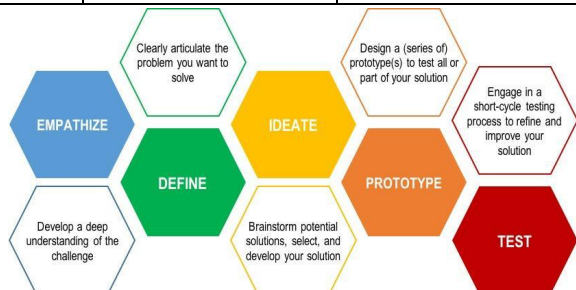 EMPATHIZE
Develop a deep
understanding of the
challenge
Clearly articulate the
problem you want to
solve
DEFINE
IDEATE
Brainstorm potential
solutions, select, and
develop your solution
Design a (series of)
prototype(s) to test all or
part of your solution
PROTOTYPE
Engage in a
short-cycle testing
process to refine and
improve your
solution
TEST